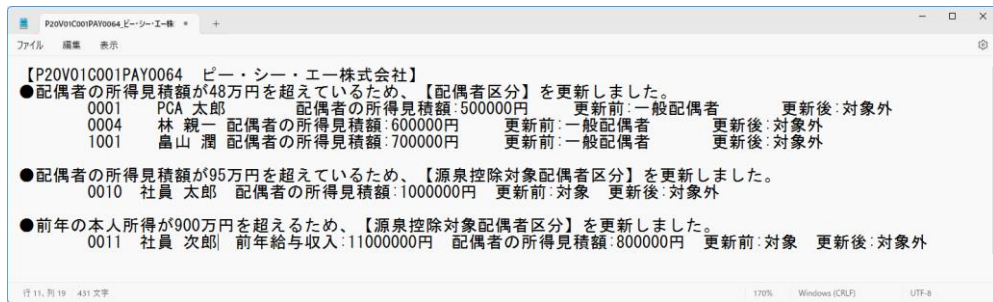 P20V01C001PAY0064_ピー・シー・エー株
ファイル 編集 表示
【P20V01C001PAY0064 ピー・シー・エー株式会社】
●配偶者の所得見積額が48万円を超えているため、【配偶者区分】を更新しました。
0001 PCA 太郎 配偶者の所得見積額:500000円 更新前:一般配偶者 更新後:対象外
0004 林 親一 配偶者の所得見積額:600000円 更新前:一般配偶者 更新後:対象外
1001 畠山 潤 配偶者の所得見積額:700000円 更新前:一般配偶者 更新後:対象外
●配偶者の所得見積額が95万円を超えているため、【源泉控除対象配偶者区分】を更新しました。
0010 社員 太郎 配偶者の所得見積額:1000000円 更新前:対象 更新後:対象外
●前年の本人所得が900万円を超えるため、【源泉控除対象配偶者区分】を更新しました。
0011 社員 次郎 前年給与収入:11000000円 配偶者の所得見積額:800000円 更新前:対象 更新後:対象外
行 11、列 19 431 文字 170% Windows (CRLF) UTF-8